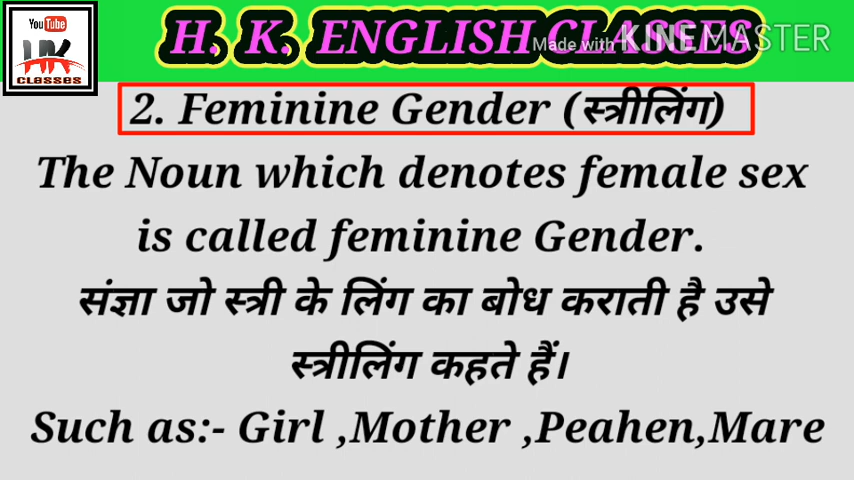 YouTube
HK
CLASSES
H. K. ENGLISH CLASSES
Made with KINEMASTER
2. Feminine Gender (स्त्रीलिंग)
The Noun which denotes female sex
is called feminine Gender.
संज्ञा जो स्त्री के लिंग का बोध कराती है उसे
स्त्रीलिंग कहते हैं।
Such as:- Girl ,Mother ,Peahen,Mare